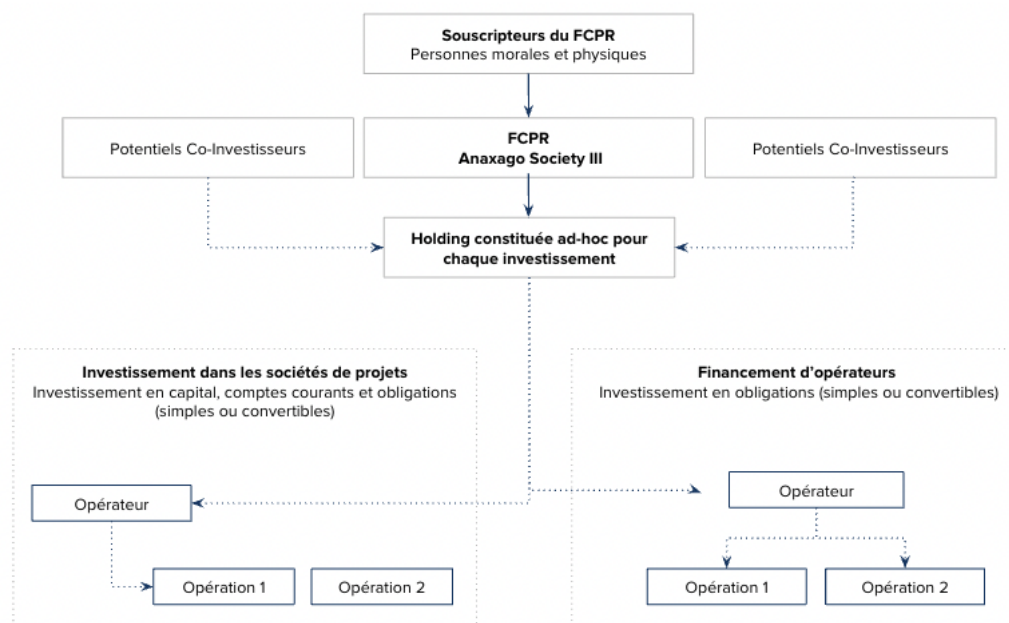 Souscripteurs du FCPR
Personnes morales et physiques
Potentiels Co-Investisseurs
FCPR
Anaxago Society III
Potentiels Co-Investisseurs
Holding constituée ad-hoc pour
chaque investissement
Investissement dans les sociétés de projets
Investissement en capital, comptes courants et obligations
(simples ou convertibles)
Opérateur
Opération 1
Opération 2
Financement d'opérateurs
Investissement en obligations (simples ou convertibles)
Opérateur
Opération 1
Opération 2